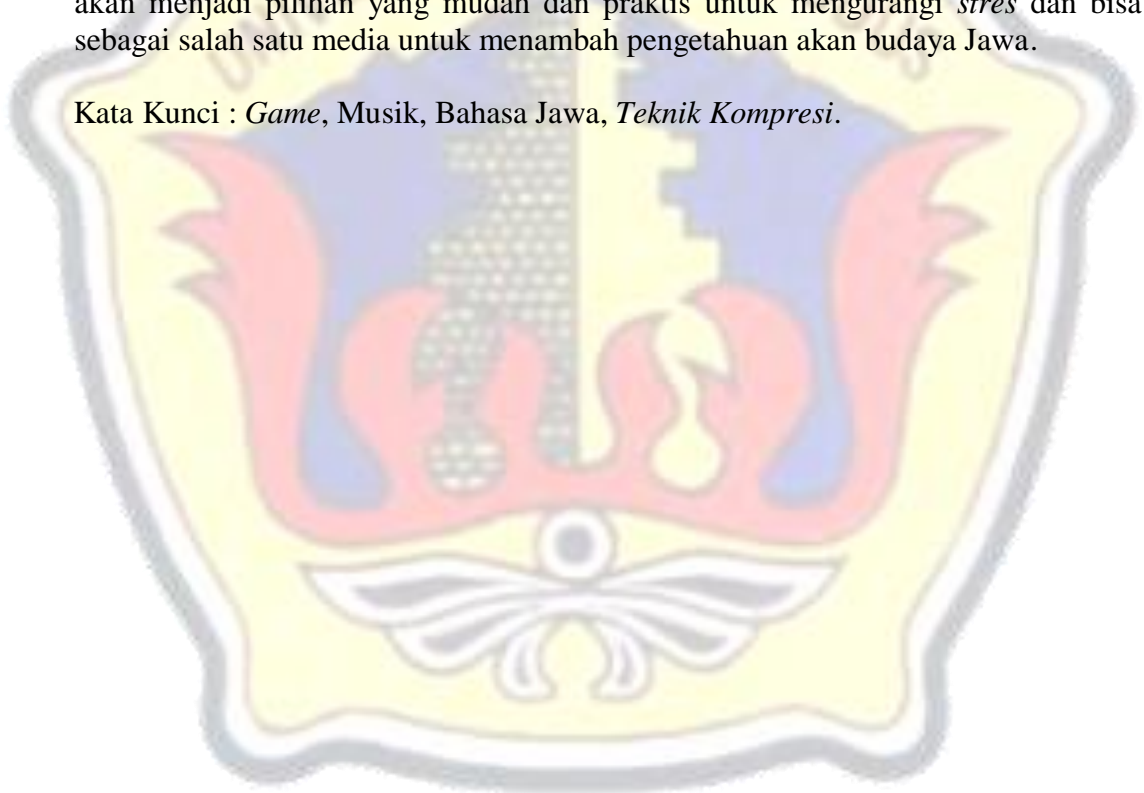 akan menjadi pilihan yang mudah dan praktis untuk mengurangi stres dan bisa
sebagai salah satu media untuk menambah pengetahuan akan budaya Jawa.
Kata Kunci : Game, Musik, Bahasa Jawa, Teknik Kompresi.